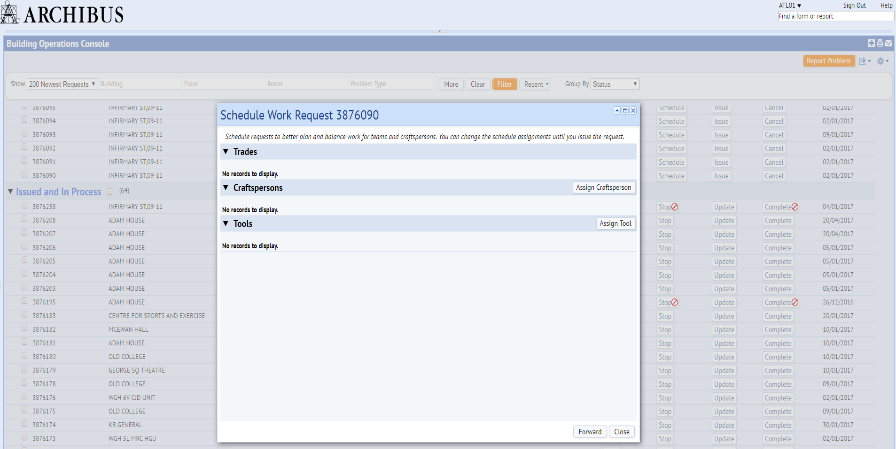 ARCHIBUS
ATL01 ▼ Sign Out Help
Find a form or report
Building Operations Console
Report Problem
Show: 200 Newest Requests ▼ Building Floor Room Problem Type More Clear Filter Recent Group By Status
3876095 INFIRMARY ST,09-11 Schedule Issue Cancel 02/01/2017
3876094 INFIRMARY ST,09-11 Schedule Issue Cancel 02/01/2017
3876093 INFIRMARY ST,09-11 Schedule Issue Cancel 09/01/2017
3876092 INFIRMARY ST,09-11 Schedule Issue Cancel 02/01/2017
3876091 INFIRMARY ST,09-11 Schedule Issue Cancel 02/01/2017
3876090 INFIRMARY ST,09-11 Schedule Issue Cancel 02/01/2017
Schedule Work Request 3876090
Schedule requests to better plan and balance work for teams and craftspersons. You can change the schedule assignments until you issue the request.
▼ Trades
No records to display.
▼ Craftspersons Assign Craftsperson
No records to display.
▼ Tools Assign Tool
No records to display.
Forward Close
▼ Issued and In Process (64)
INFIRMARY ST,09-11 Stop Update Complete 04/01/2017
3876208 ADAM HOUSE Stop Update Complete 20/04/2017
3876207 ADAM HOUSE Stop Update Complete 20/04/2017
3876206 ADAM HOUSE Stop Update Complete 05/01/2017
3876205 ADAM HOUSE Stop Update Complete 05/01/2017
3876204 ADAM HOUSE Stop Update Complete 05/01/2017
3876203 ADAM HOUSE Stop Update Complete 05/01/2017
3876195 ADAM HOUSE Stop Update Complete 26/12/2016
3876183 CENTRE FOR SPORTS AND EXERCISE Stop Update Complete 20/01/2017
3876182 MCEWAN HALL Stop Update Complete 10/01/2017
3876181 ADAM HOUSE Stop Update Complete 10/01/2017
3876180 OLD COLLEGE Stop Update Complete 10/01/2017
3876179 GEORGE SQ THEATRE Stop Update Complete 10/01/2017
3876178 OLD COLLEGE Stop Update Complete 09/01/2017
3876176 WGH 6V CJD UNIT Stop Update Complete 02/01/2017
3876175 OLD COLLEGE Stop Update Complete 09/01/2017
3876174 KB GENERAL Stop Update Complete 30/01/2017
3876173 WGH SL MRC HGU Stop Update Complete 02/01/2017